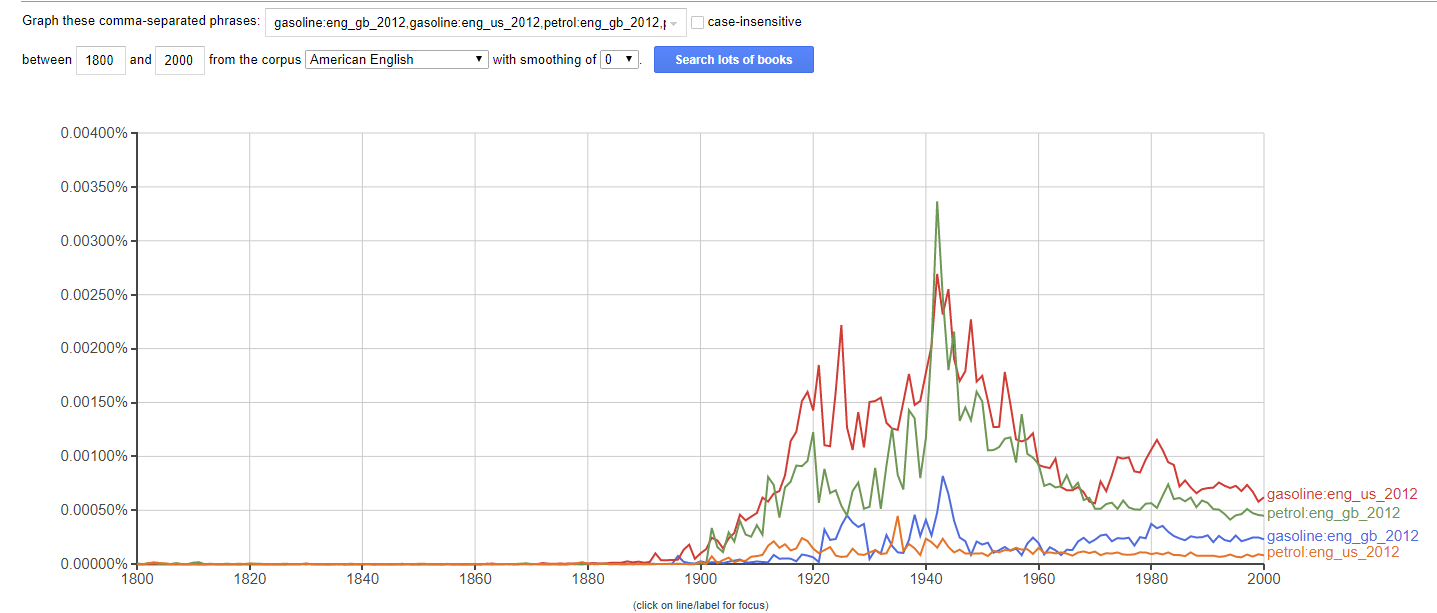 Graph these comma-separated phrases: gasoline:eng_gb_2012,gasoline:eng_us_2012,petrol:eng_gb_2012, case-insensitive
between 1800 and 2000 from the corpus American English with smoothing of 0 . Search lots of books
0.00400%
0.00350%
0.00300%
0.00250%
0.00200%
0.00150%
0.00100%
0.00050%
0.00000%
gasoline:eng_us_2012
petrol:eng_gb_2012
gasoline:eng_gb_2012
petrol:eng_us_2012
1800 1820 1840 1860 1880 1900 1920 1940 1960 1980 2000
(click on line/label for focus)